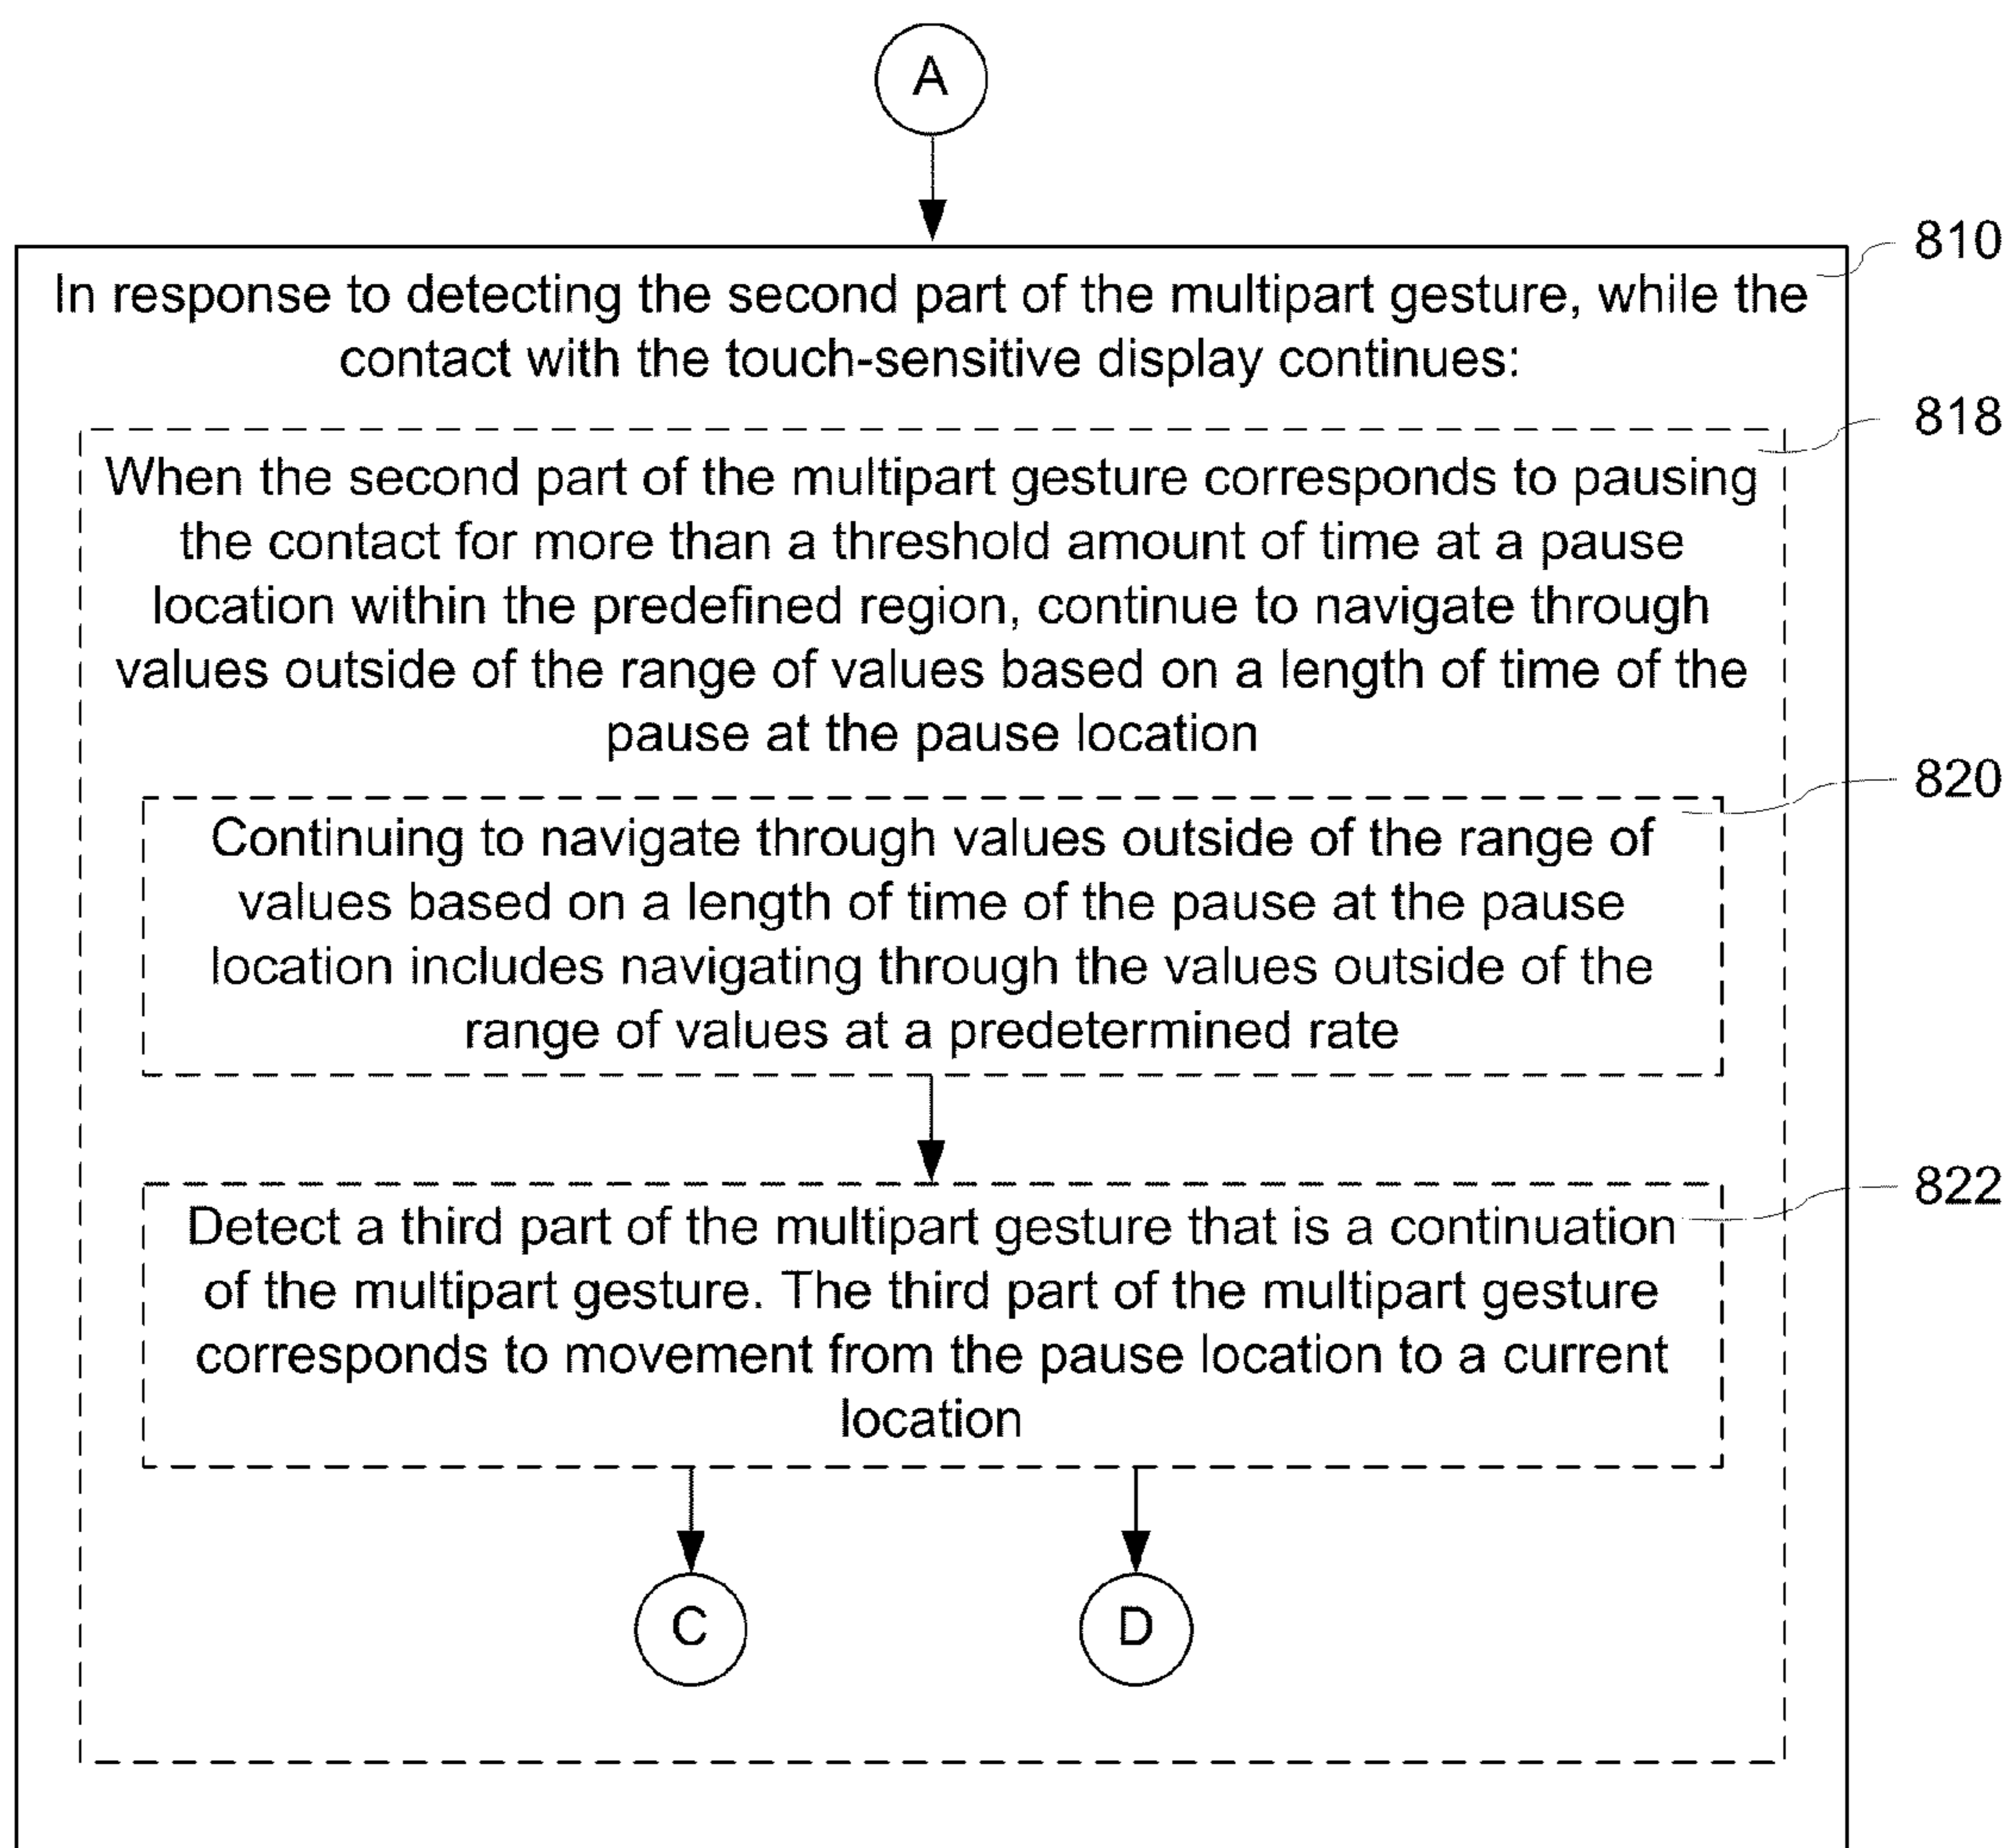 A
810
In response to detecting the second part of the multipart gesture, while the
contact with the touch-sensitive display continues:
818
When the second part of the multipart gesture corresponds to pausing
the contact for more than a threshold amount of time at a pause
location within the predefined region, continue to navigate through
values outside of the range of values based on a length of time of the
pause at the pause location
820
Continuing to navigate through values outside of the range of
values based on a length of time of the pause at the pause
location includes navigating through the values outside of the
range of values at a predetermined rate
822
Detect a third part of the multipart gesture that is a continuation
of the multipart gesture. The third part of the multipart gesture
corresponds to movement from the pause location to a current
location
C
D